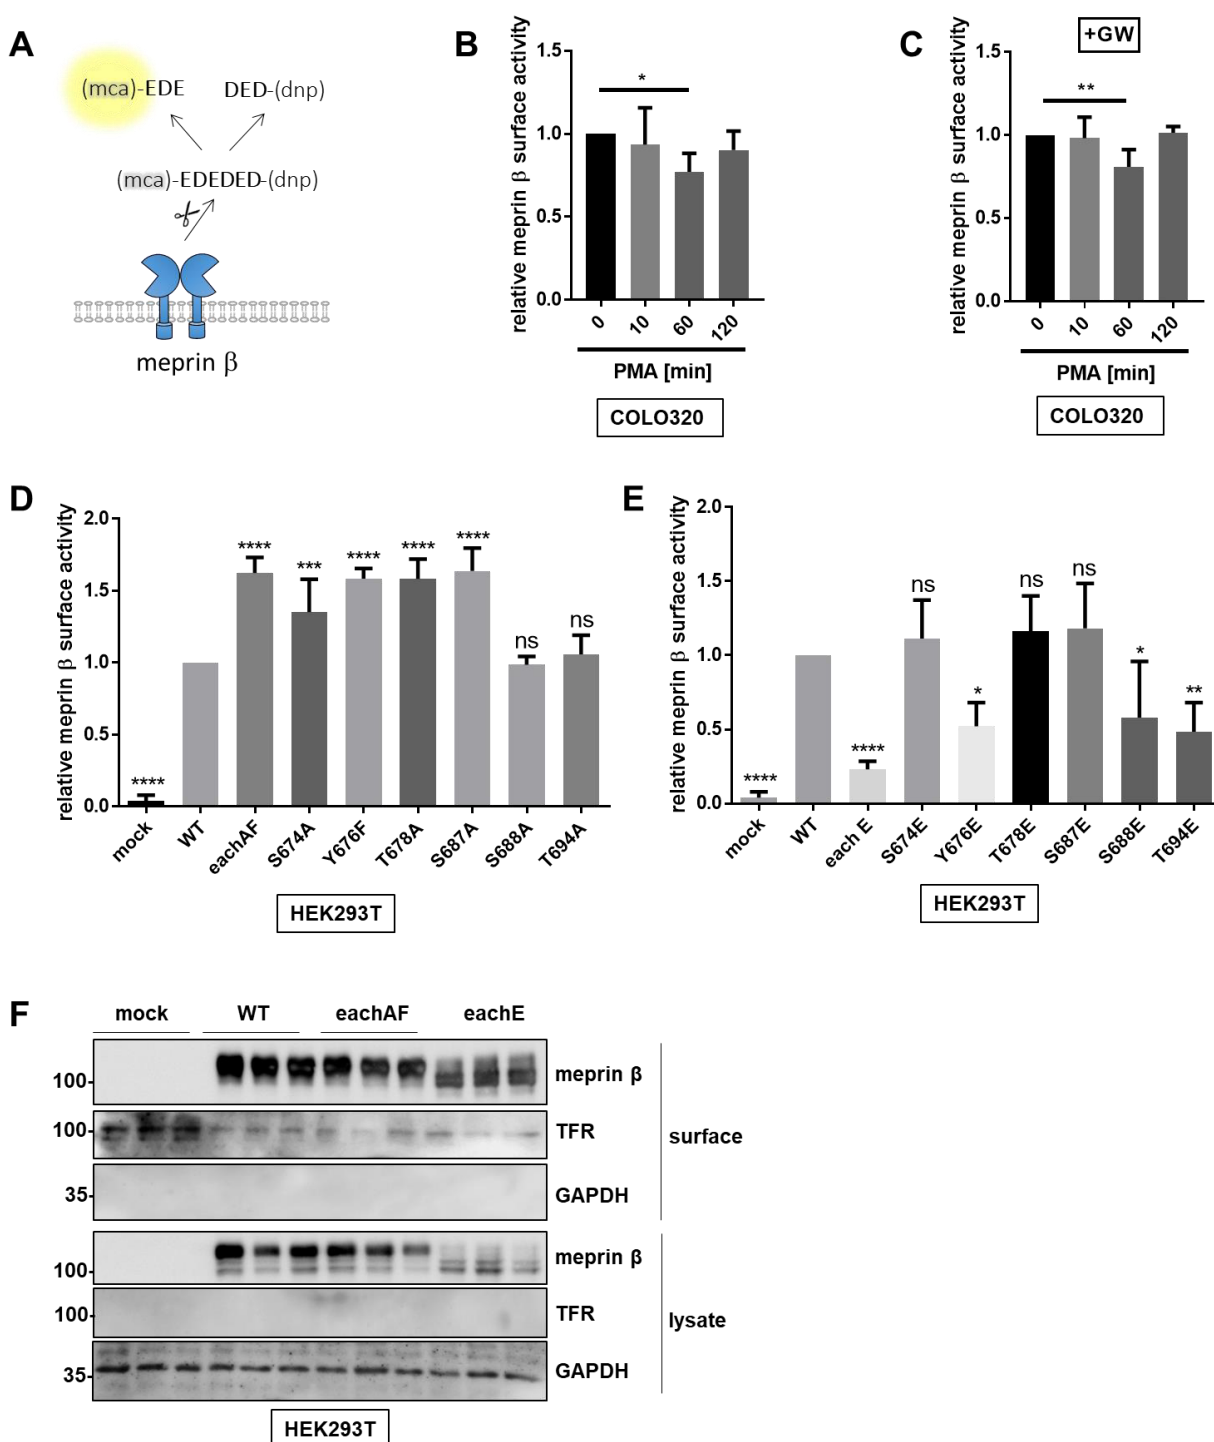 A
(mca)-EDE
DED-(dnp)
(mca)-EDEDED-(dnp)
meprin β
B
relative meprin β surface activity
1.5
1.0
0.5
0.0
*
0
10
60
120
PMA [min]
COLO320
C
+GW
relative meprin β surface activity
1.5
1.0
0.5
0.0
**
0
10
60
120
PMA [min]
COLO320
D
relative meprin β surface activity
2.0
1.5
1.0
0.5
0.0
****
****
***
****
****
****
ns
ns
mock
WT
eachAF
S674A
Y676F
T678A
S687A
S688A
T694A
HEK293T
E
relative meprin β surface activity
2.0
1.5
1.0
0.5
0.0
****
****
ns
*
ns
ns
*
**
mock
WT
each E
S674E
Y676E
T678E
S687E
S688E
T694E
HEK293T
F
mock WT eachAF eachE
100- meprin β
100- TFR
35- GAPDH
surface
100- meprin β
100- TFR
35- GAPDH
lysate
HEK293T